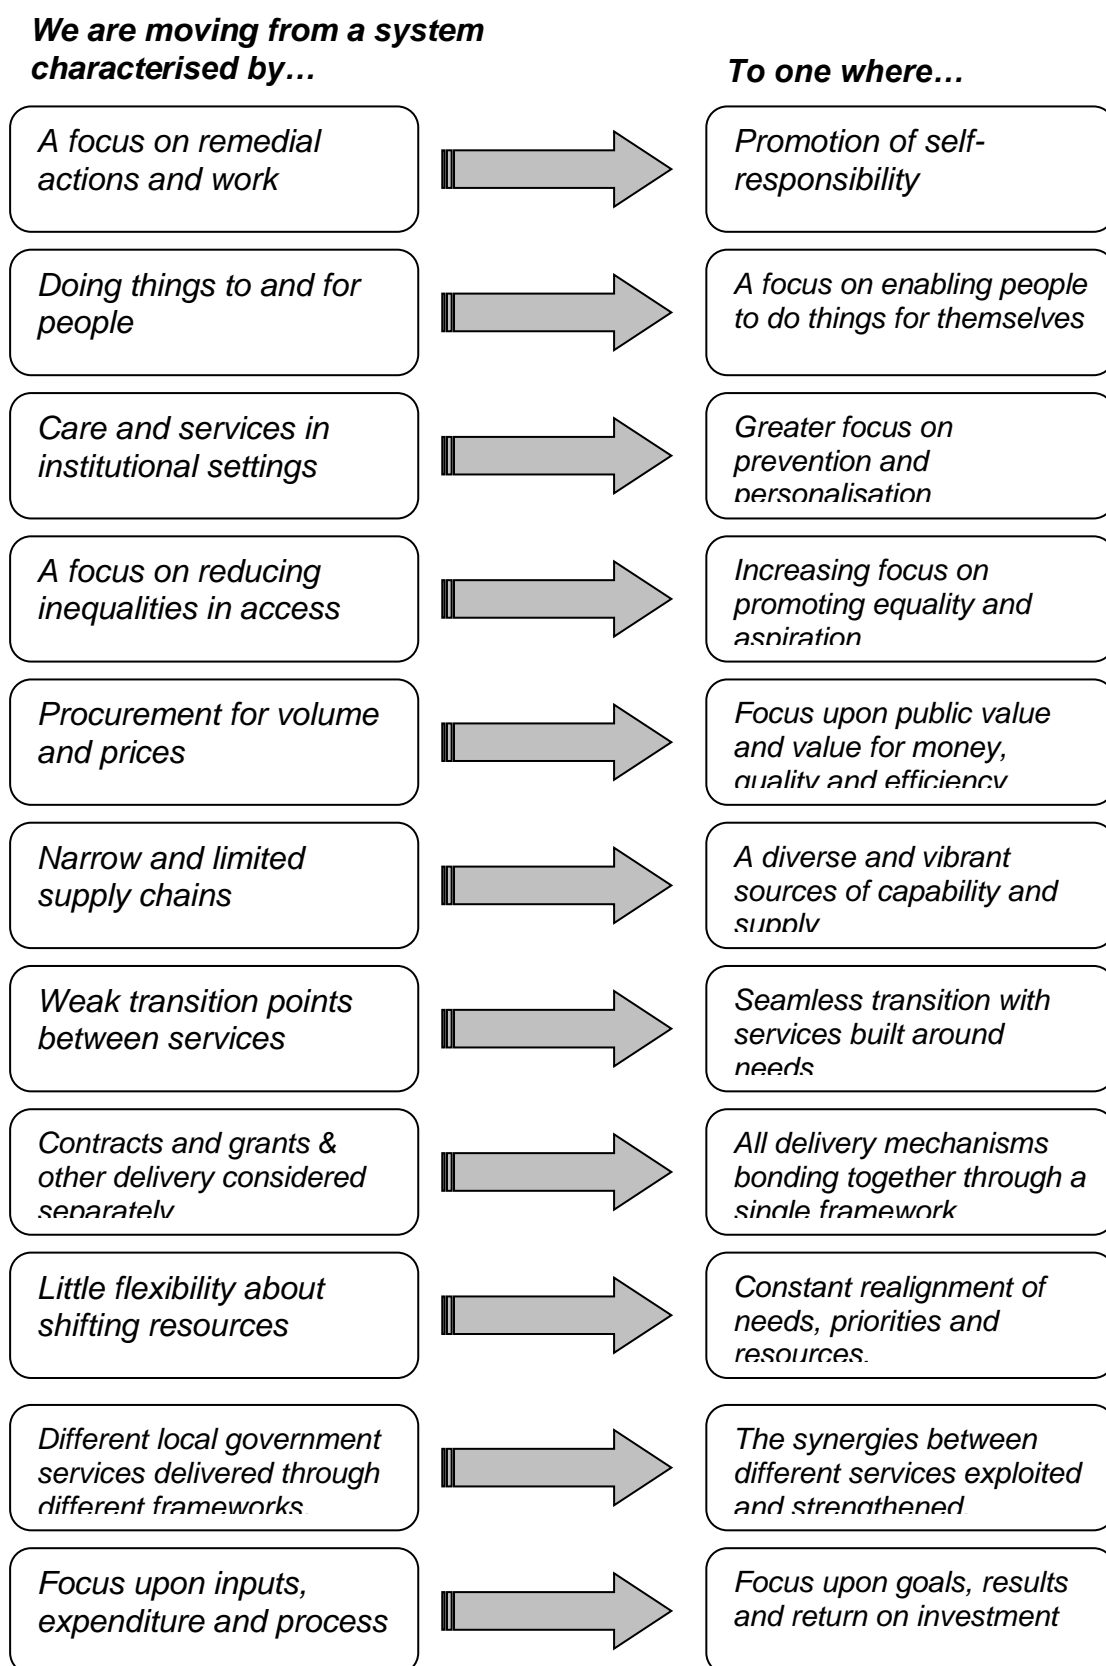 We are moving from a system
characterised by…
To one where…
A focus on remedial
actions and work
Promotion of self-
responsibility
Doing things to and for
people
A focus on enabling people
to do things for themselves
Care and services in
institutional settings
Greater focus on
prevention and
personalisation
A focus on reducing
inequalities in access
Increasing focus on
promoting equality and
aspiration
Procurement for volume
and prices
Focus upon public value
and value for money,
quality and efficiency
Narrow and limited
supply chains
A diverse and vibrant
sources of capability and
supply
Weak transition points
between services
Seamless transition with
services built around
needs
Contracts and grants &
other delivery considered
separately
All delivery mechanisms
bonding together through a
single framework
Little flexibility about
shifting resources
Constant realignment of
needs, priorities and
resources.
Different local government
services delivered through
different frameworks.
The synergies between
different services exploited
and strengthened.
Focus upon inputs,
expenditure and process
Focus upon goals, results
and return on investment